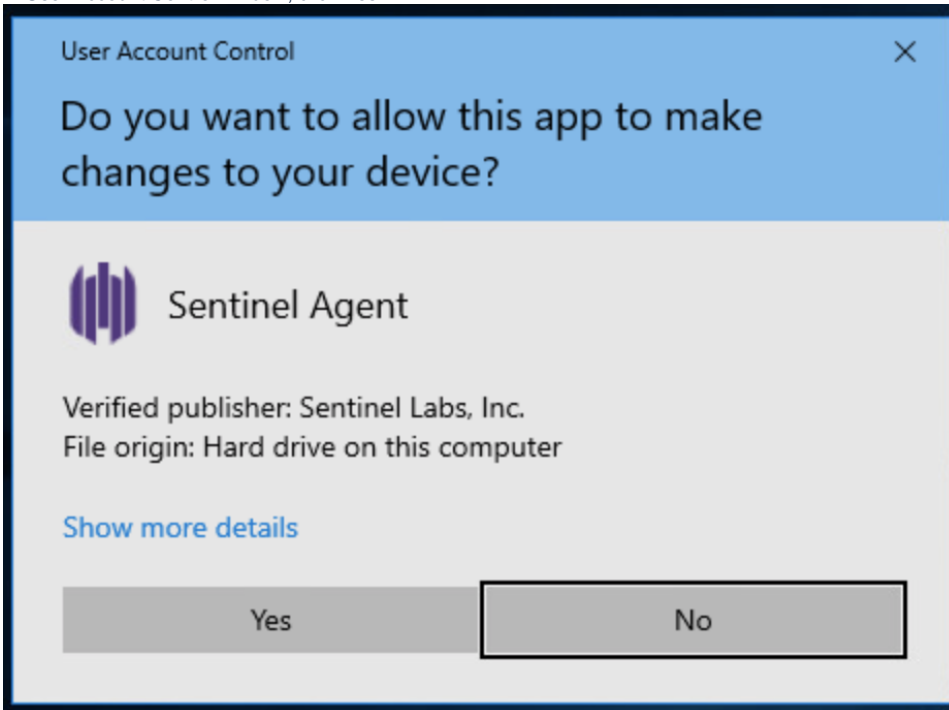 User Account Control
Do you want to allow this app to make
changes to your device?
Sentinel Agent
Verified publisher: Sentinel Labs, Inc.
File origin: Hard drive on this computer
Show more details
Yes
No